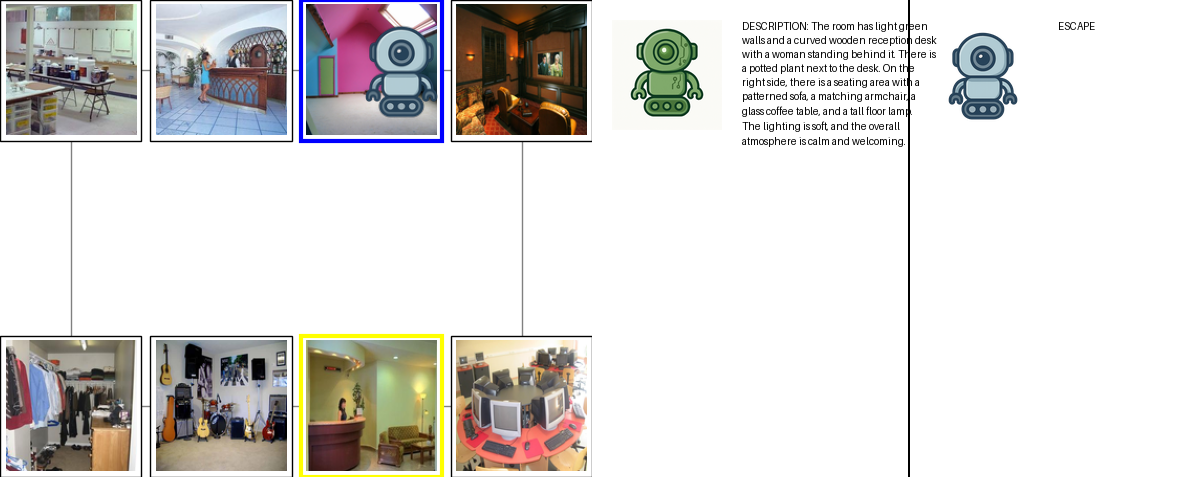 DESCRIPTION: The room has light green
walls and a curved wooden reception desk
with a woman standing behind it. There is
a potted plant next to the desk. On the
right side, there is a seating area with a
patterned sofa, a matching armchair, a
glass coffee table, and a tall floor lamp.
The lighting is soft, and the overall
atmosphere is calm and welcoming.
ESCAPE